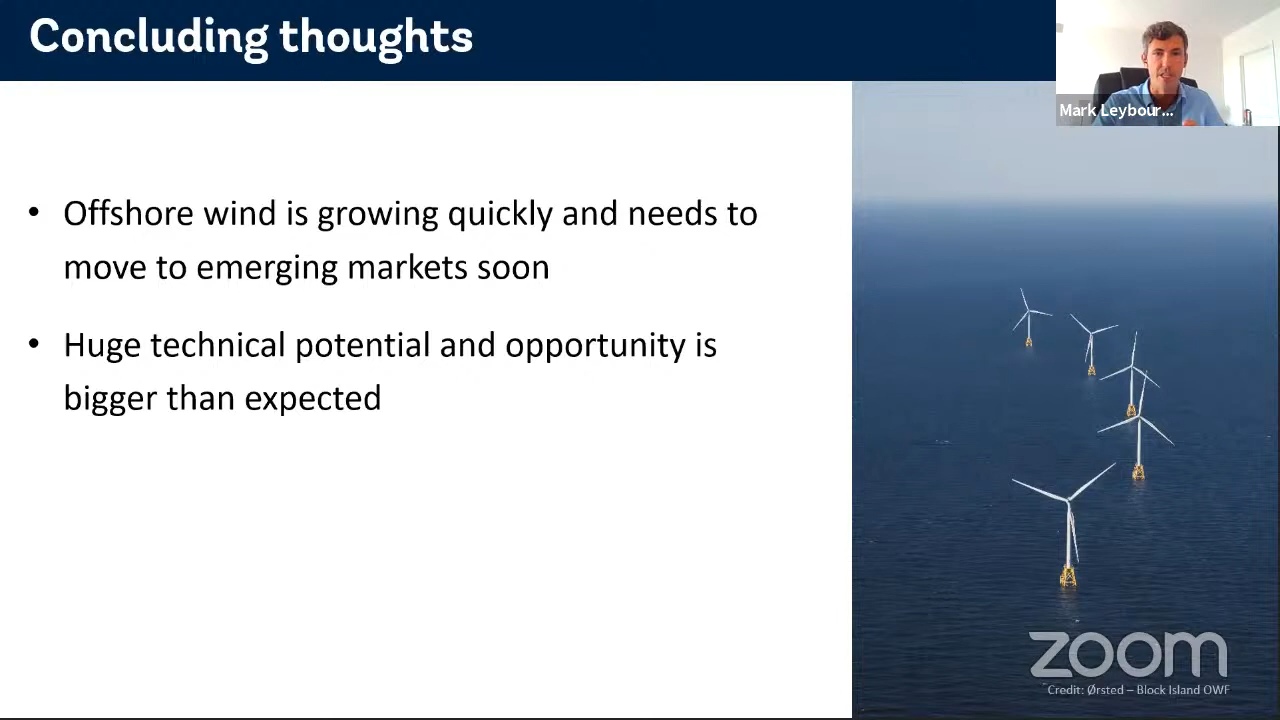 Concluding thoughts
Mark Leybour...
• Offshore wind is growing quickly and needs to
move to emerging markets soon
• Huge technical potential and opportunity is
bigger than expected
zoom
Credit: Ørsted – Block Island OWF